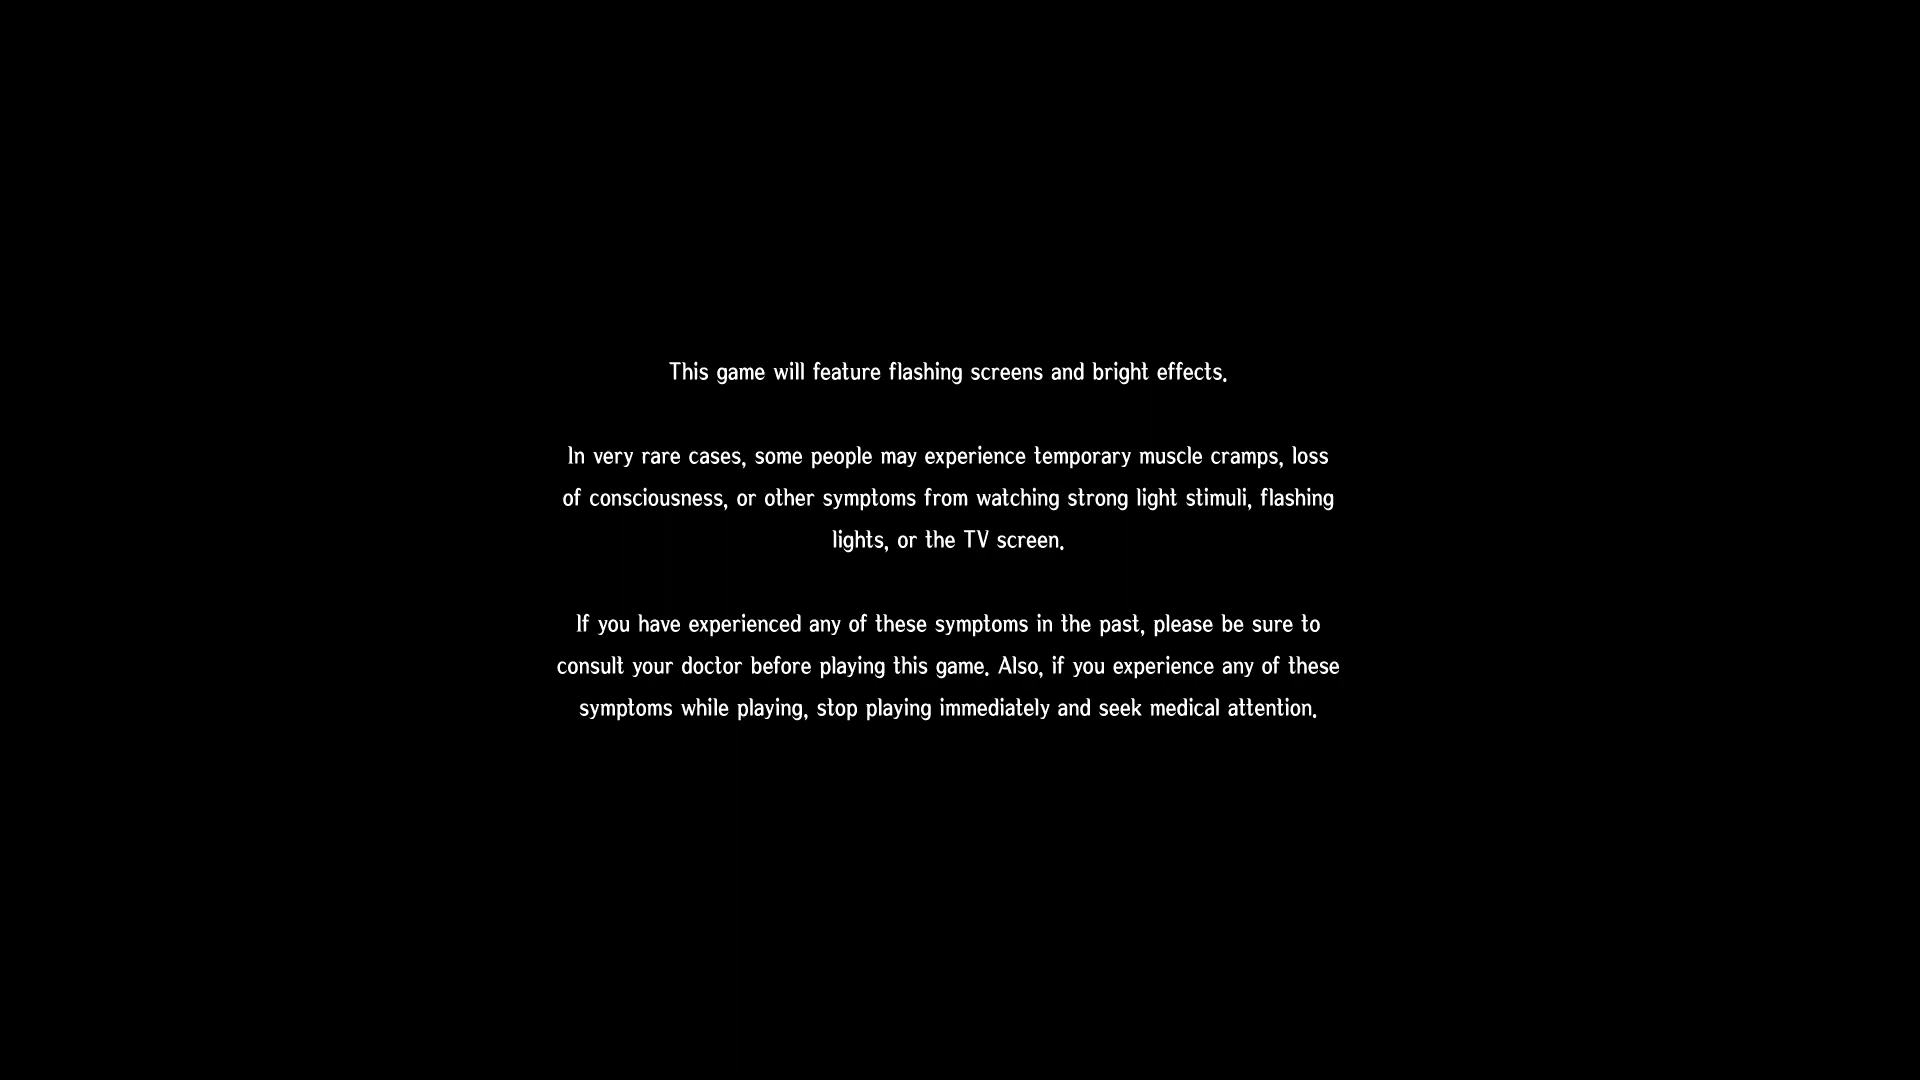 This game will feature flashing screens and bright effects.
In very rare cases, some people may experience temporary muscle cramps, loss
of consciousness, or other symptoms from watching strong light stimuli, flashing
lights, or the TV screen.
If you have experienced any of these symptoms in the past, please be sure to
consult your doctor before playing this game. Also, if you experience any of these
symptoms while playing, stop playing immediately and seek medical attention.